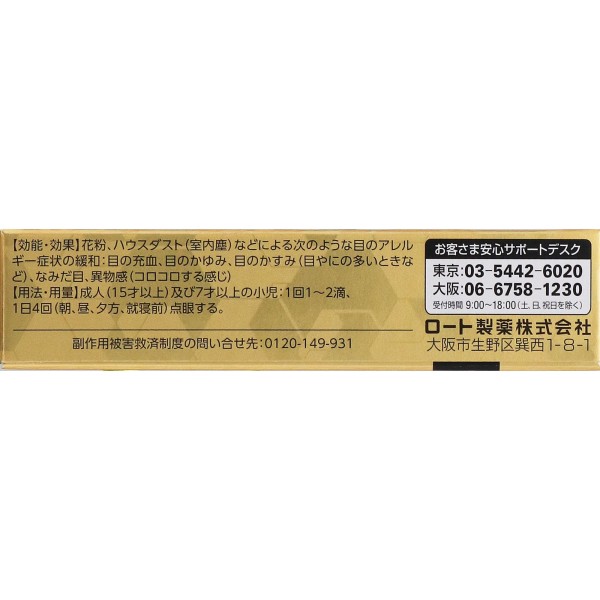 【効能・効果】花粉、ハウスダスト(室内塵)などによる次のような目のアレル
ギー症状の緩和:目の充血、目のかゆみ、目のかすみ(目やにの多いときな
ど)、なみだ目、異物感(コロコロする感じ)
【用法・用量】成人(15才以上)及び7才以上の小児:1回1〜2滴、
1日4回(朝、昼、夕方、就寝前)点眼する。
副作用被害救済制度の問い合せ先:0120-149-931
お客さま安心サポートデスク
東京:03-5442-6020
大阪:06-6758-1230
受付時間 9:00〜18:00(土、日、祝日を除く)
ロート製薬株式会社
大阪市生野区巽西1-8-1